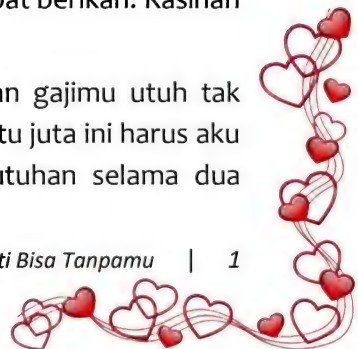 berikan. Kasihan
n gajimu utuh tak
tu juta ini harus aku
utuhan selama dua
ti Bisa Tanpamu | 1